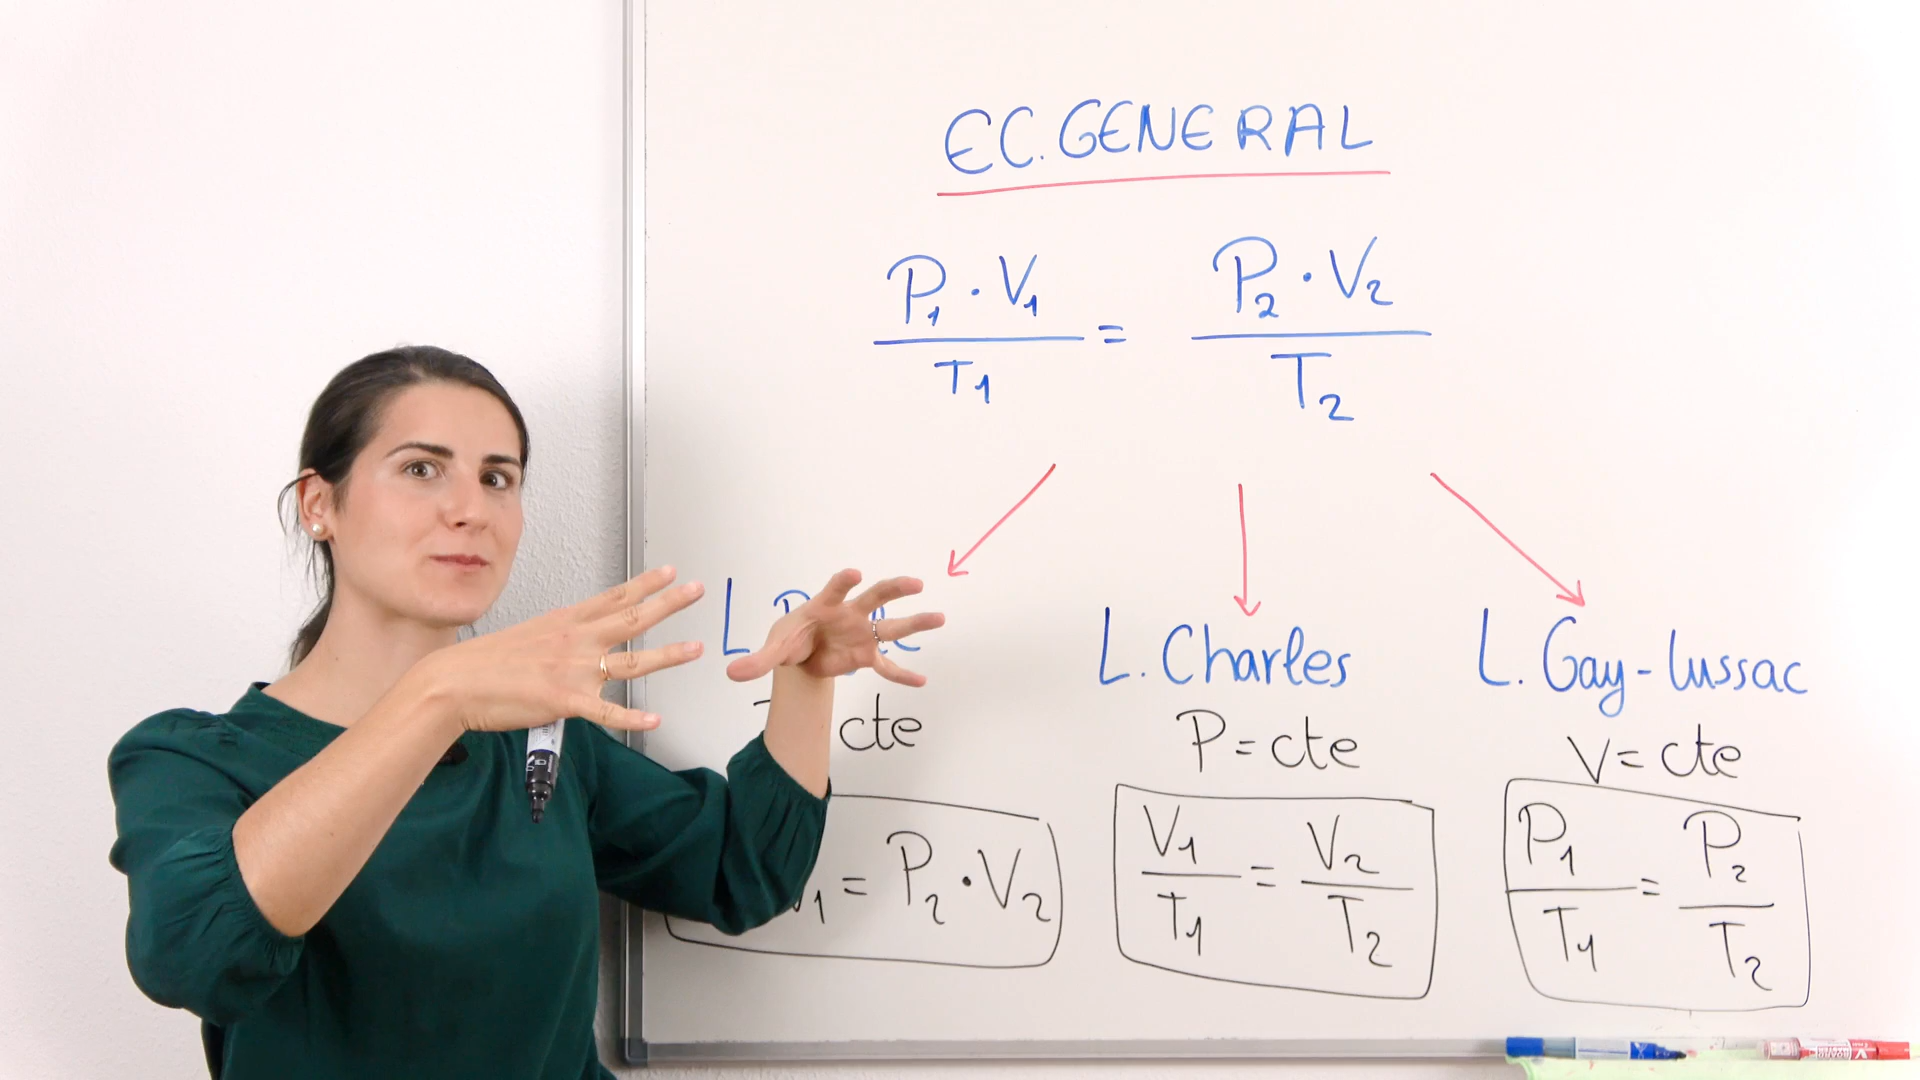 EC. GENERAL
P₁ · V₁ / T₁ = P₂ · V₂ / T₂
L.
cte
V₁ = P₂ · V₂
L. Charles
P = cte
V₁ / T₁ = V₂ / T₂
L. Gay-lussac
V = cte
P₁ / T₁ = P₂ / T₂